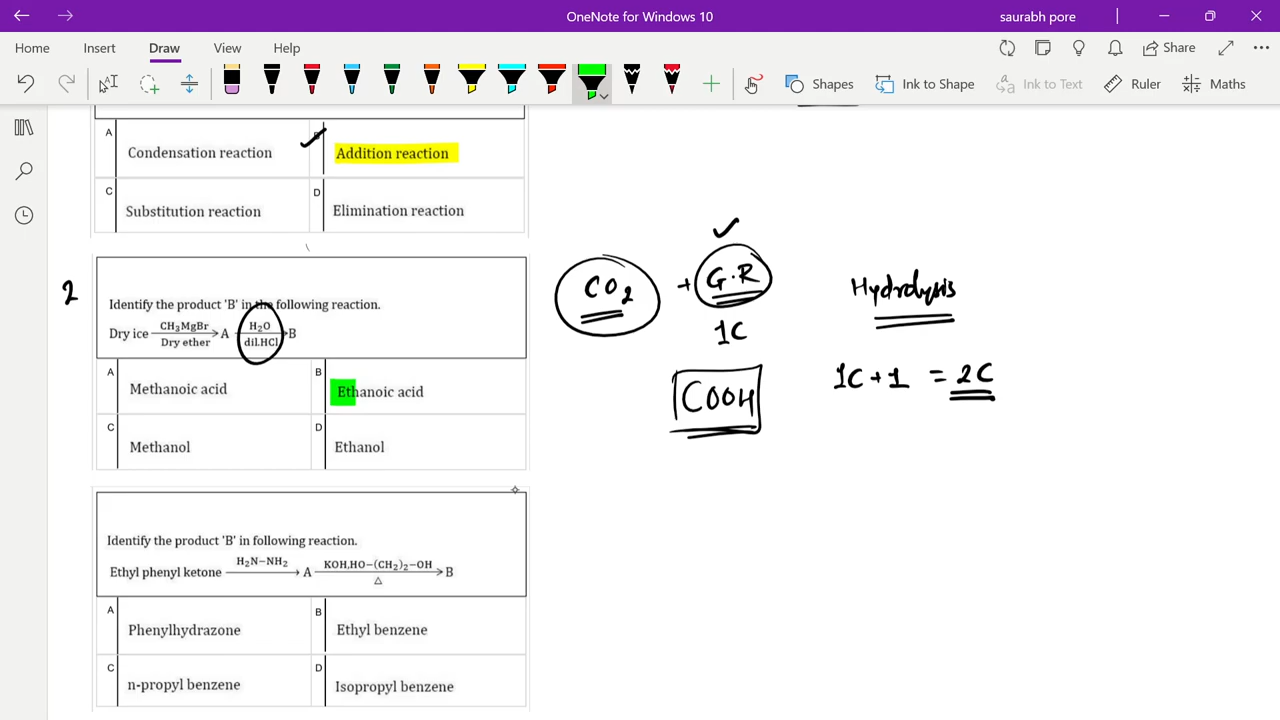 OneNote for Windows 10
saurabh pore
Home Insert Draw View Help
Share
Shapes Ink to Shape Ink to Text Ruler Maths
A Condensation reaction B Addition reaction
C Substitution reaction D Elimination reaction
2
Identify the product 'B' in the following reaction.
Dry ice CH₃MgBr Dry ether → A H₂O dil.HCl → B
A Methanoic acid B Ethanoic acid
C Methanol D Ethanol
CO₂ + G.R Hydrolysis
1C
COOH 1C + 1 = 2C
Identify the product 'B' in following reaction.
Ethyl phenyl ketone H₂N−NH₂ → A KOH,HO−(CH₂)₂−OH △ → B
A Phenylhydrazone B Ethyl benzene
C n-propyl benzene D Isopropyl benzene